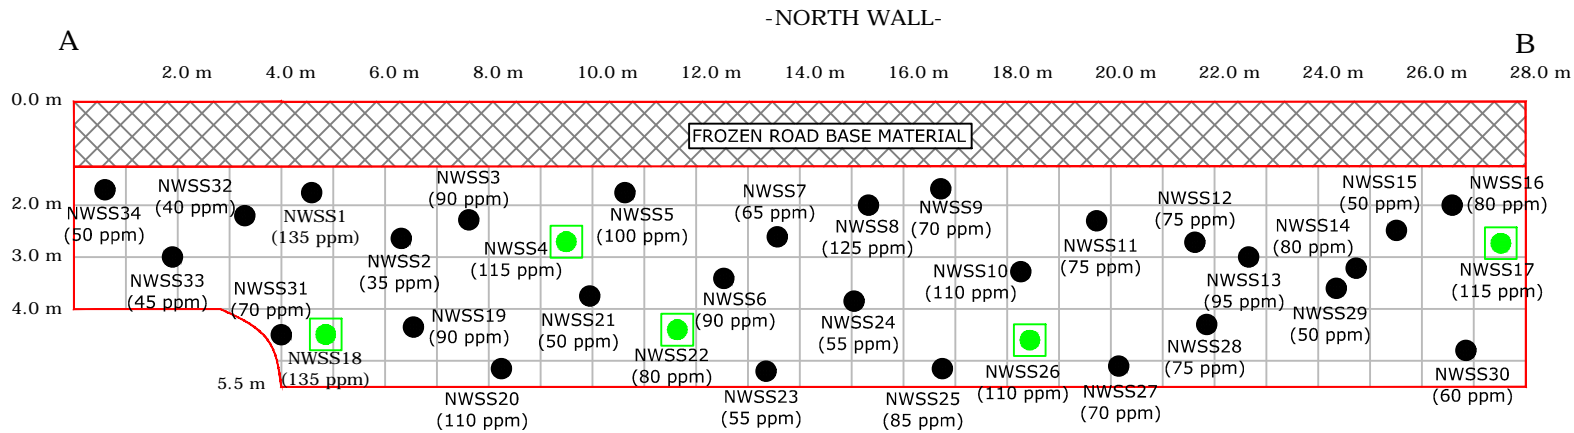 -NORTH WALL-
A
B
2.0 m 4.0 m 6.0 m 8.0 m 10.0 m 12.0 m 14.0 m 16.0 m 18.0 m 20.0 m 22.0 m 24.0 m 26.0 m 28.0 m
0.0 m
FROZEN ROAD BASE MATERIAL
2.0 m
3.0 m
4.0 m
5.5 m
NWSS34
(50 ppm)
NWSS32
(40 ppm)
NWSS33
(45 ppm)
NWSS31
(70 ppm)
NWSS1
(135 ppm)
NWSS18
(135 ppm)
NWSS2
(35 ppm)
NWSS3
(90 ppm)
NWSS19
(90 ppm)
NWSS20
(110 ppm)
NWSS4
(115 ppm)
NWSS21
(50 ppm)
NWSS5
(100 ppm)
NWSS22
(80 ppm)
NWSS6
(90 ppm)
NWSS7
(65 ppm)
NWSS23
(55 ppm)
NWSS8
(125 ppm)
NWSS24
(55 ppm)
NWSS9
(70 ppm)
NWSS25
(85 ppm)
NWSS10
(110 ppm)
NWSS26
(110 ppm)
NWSS11
(75 ppm)
NWSS27
(70 ppm)
NWSS12
(75 ppm)
NWSS28
(75 ppm)
NWSS13
(95 ppm)
NWSS14
(80 ppm)
NWSS29
(50 ppm)
NWSS15
(50 ppm)
NWSS16
(80 ppm)
NWSS17
(115 ppm)
NWSS30
(60 ppm)